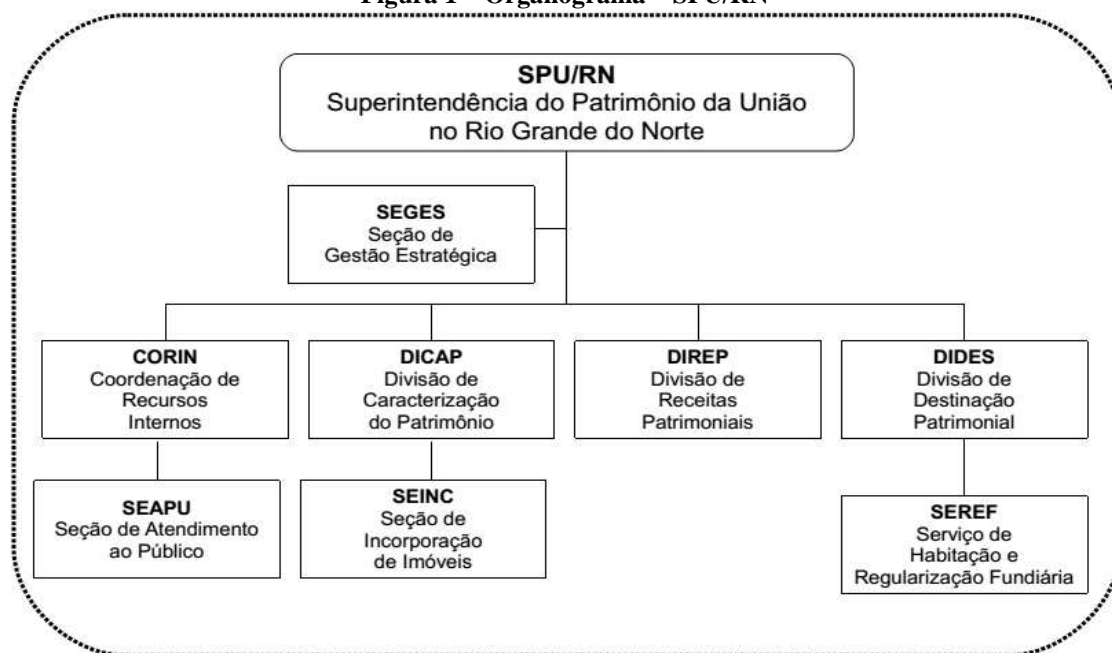 Figura 1 – Organograma – SPU/RN
SPU/RN
Superintendência do Patrimônio da União
no Rio Grande do Norte
SEGES
Seção de
Gestão Estratégica
CORIN
Coordenação de
Recursos
Internos
DICAP
Divisão de
Caracterização
do Patrimônio
DIREP
Divisão de
Receitas
Patrimoniais
DIDES
Divisão de
Destinação
Patrimonial
SEAPU
Seção de Atendimento
ao Público
SEINC
Seção de
Incorporação
de Imóveis
SEREF
Serviço de
Habitação e
Regularização Fundiária